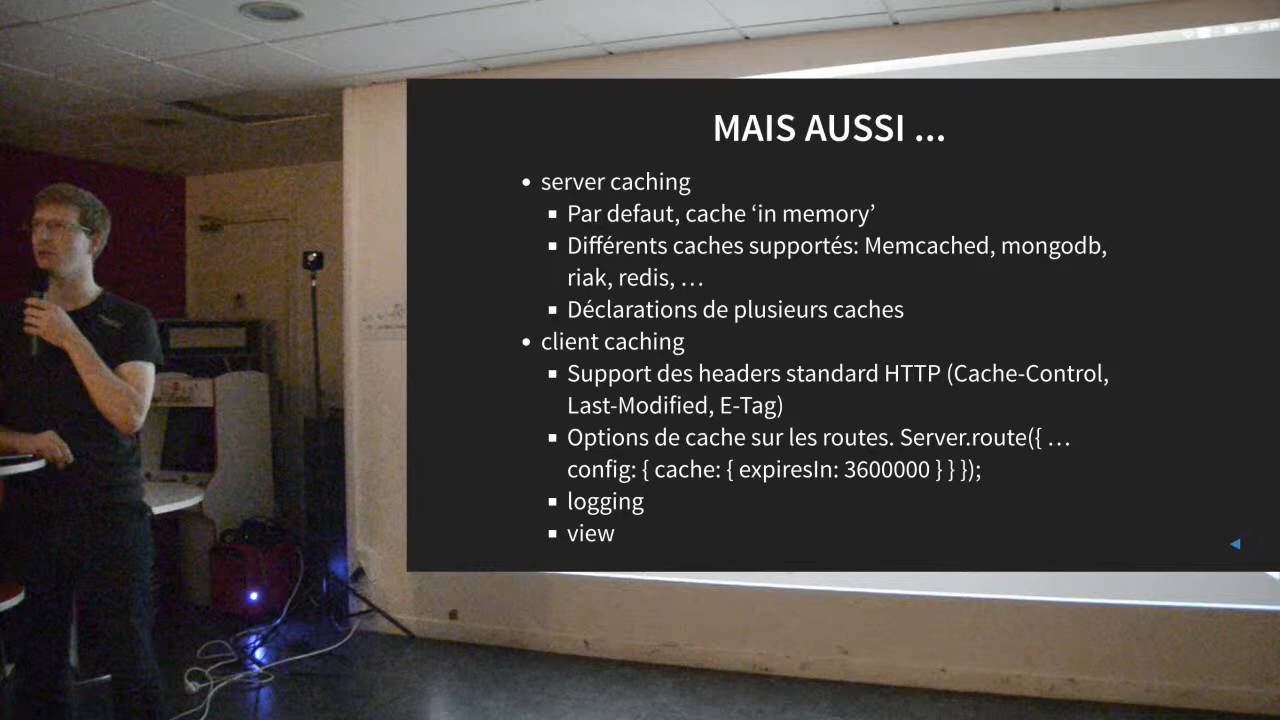 MAIS AUSSI ...
• server caching
▪ Par defaut, cache ‘in memory’
▪ Différents caches supportés: Memcached, mongodb,
riak, redis, …
▪ Déclarations de plusieurs caches
• client caching
▪ Support des headers standard HTTP (Cache-Control,
Last-Modified, E-Tag)
▪ Options de cache sur les routes. Server.route({ …
config: { cache: { expiresIn: 3600000 } } });
▪ logging
▪ view